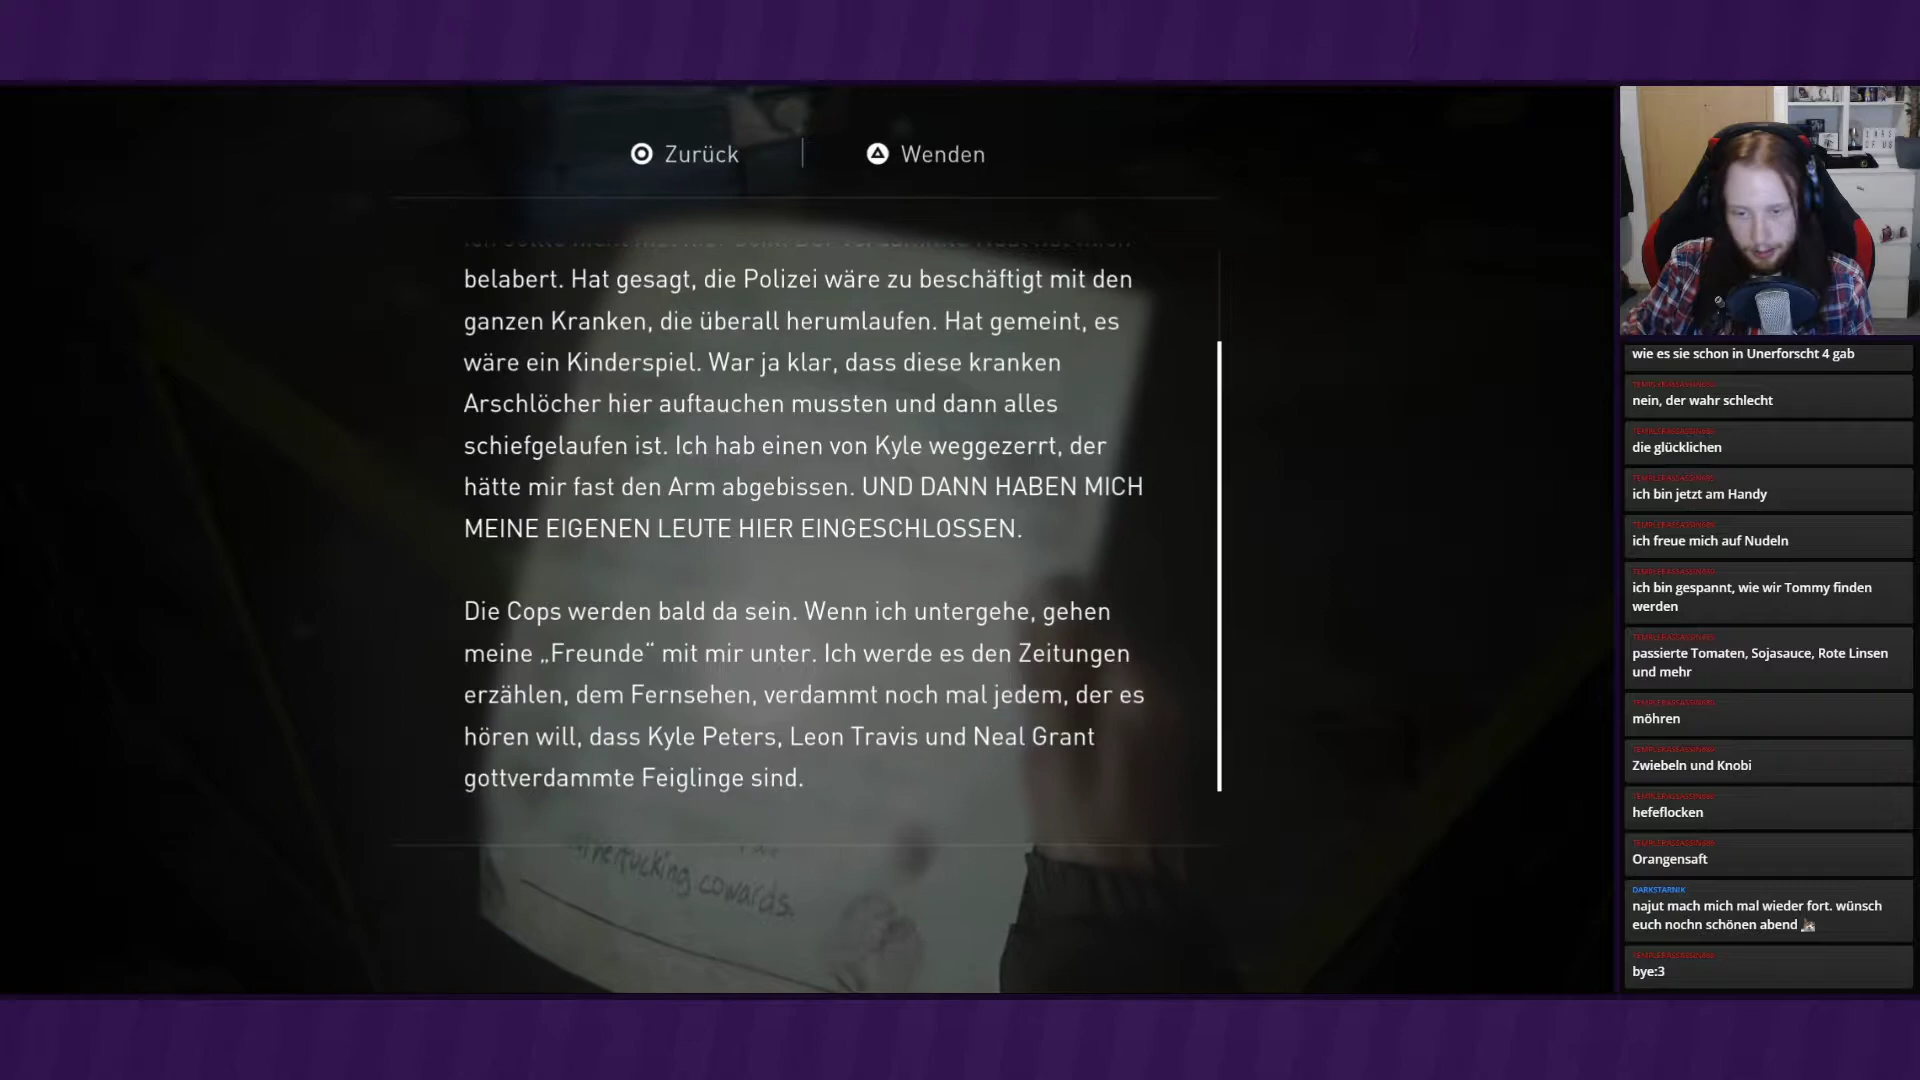 Zurück
Wenden
belabert. Hat gesagt, die Polizei wäre zu beschäftigt mit den
ganzen Kranken, die überall herumlaufen. Hat gemeint, es
wäre ein Kinderspiel. War ja klar, dass diese kranken
Arschlöcher hier auftauchen mussten und dann alles
schiefgelaufen ist. Ich hab einen von Kyle weggezerrt, der
hätte mir fast den Arm abgebissen. UND DANN HABEN MICH
MEINE EIGENEN LEUTE HIER EINGESCHLOSSEN.
Die Cops werden bald da sein. Wenn ich untergehe, gehen
meine „Freunde“ mit mir unter. Ich werde es den Zeitungen
erzählen, dem Fernsehen, verdammt noch mal jedem, der es
hören will, dass Kyle Peters, Leon Travis und Neal Grant
gottverdammte Feiglinge sind.
cowards.
wie es sie schon in Unerforscht 4 gab
nein, der wahr schlecht
die glücklichen
ich bin jetzt am Handy
ich freue mich auf Nudeln
ich bin gespannt, wie wir Tommy finden
werden
passierte Tomaten, Sojasauce, Rote Linsen
und mehr
möhren
Zwiebeln und Knobi
hefeflocken
Orangensaft
DARKSTARNIK
najut mach mich mal wieder fort. wünsch
euch nochn schönen abend
bye:3